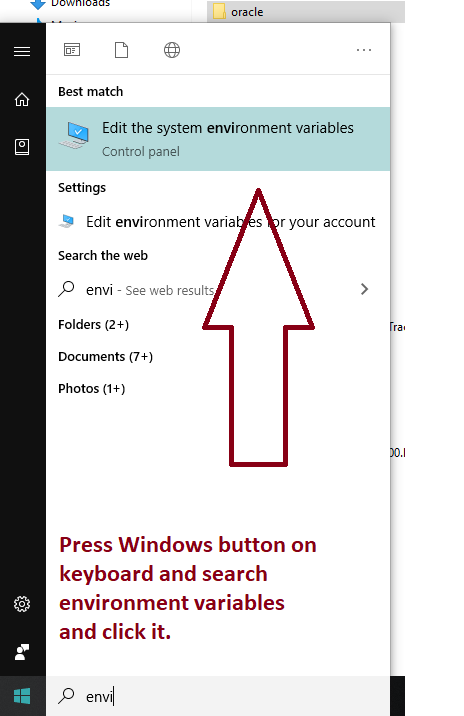 Downloads
oracle
...
Best match
Edit the system environment variables
Control panel
Settings
Edit environment variables for your account
Search the web
envi - See web results
Folders (2+)
Documents (7+)
Photos (1+)
Press Windows button on
keyboard and search
environment variables
and click it.
envi